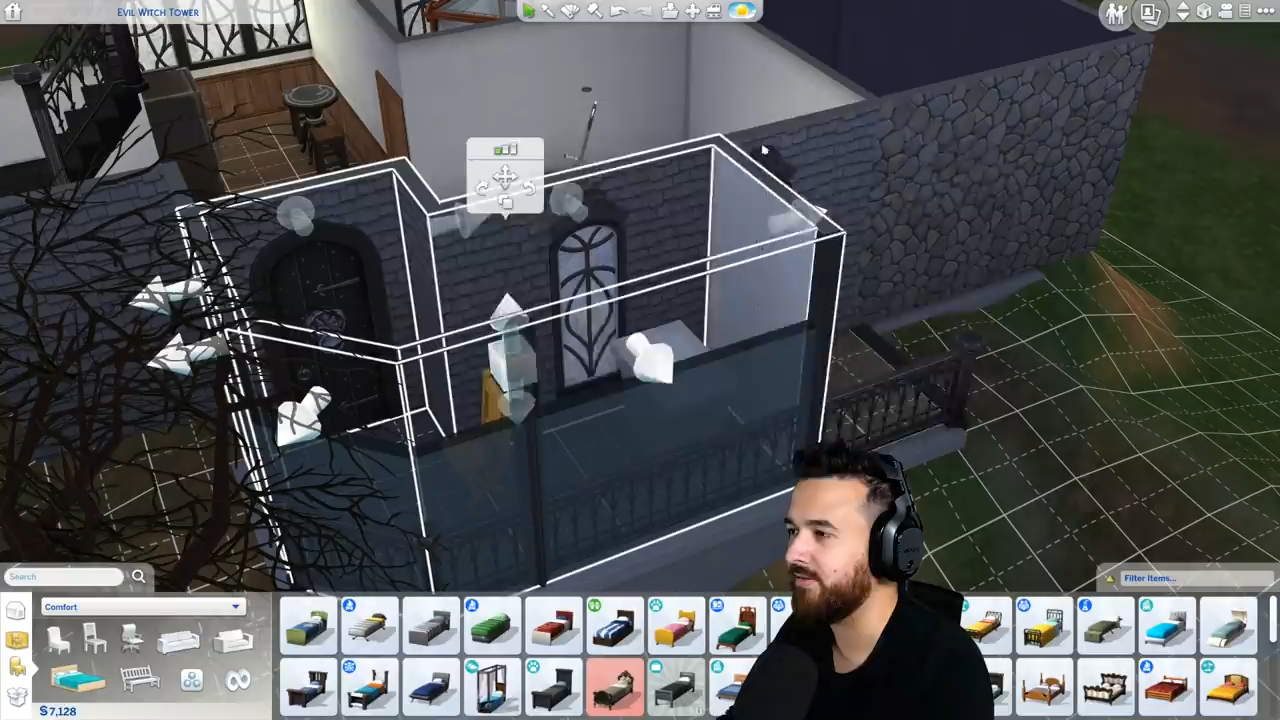 EVIL WITCH TOWER
Search
Filter Items...
Comfort
§7,128